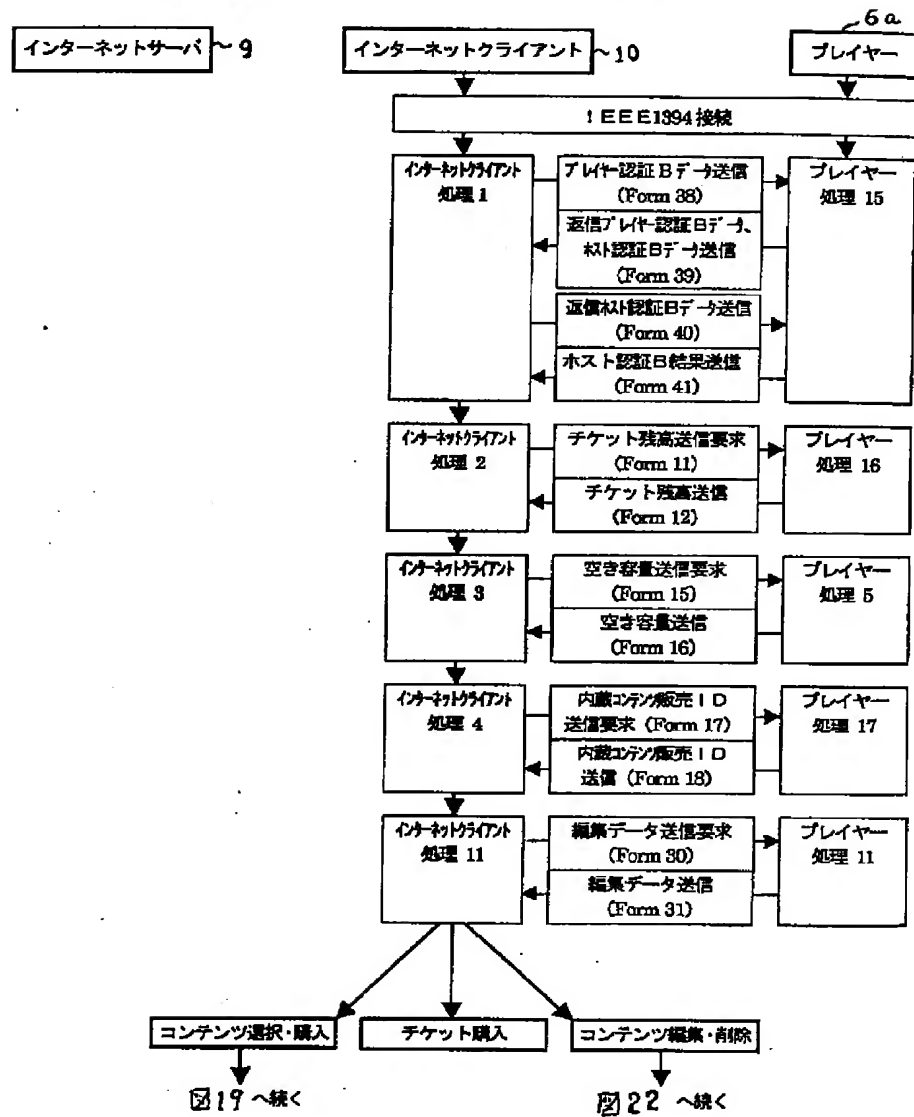 インターネットサーバ
~9
インターネットクライアント
~10
6a
プレイヤー
IEEE1394接続
インターネットクライアント
処理 1
プレイヤー認証Bデータ送信
(Form 38)
返信プレイヤー認証Bデータ、
ホスト認証Bデータ送信
(Form 39)
返信ホスト認証Bデータ送信
(Form 40)
ホスト認証B結果送信
(Form 41)
プレイヤー
処理 15
インターネットクライアント
処理 2
チケット残高送信要求
(Form 11)
チケット残高送信
(Form 12)
プレイヤー
処理 16
インターネットクライアント
処理 3
空き容量送信要求
(Form 15)
空き容量送信
(Form 16)
プレイヤー
処理 5
インターネットクライアント
処理 4
内蔵コンテンツ販売ID
送信要求 (Form 17)
内蔵コンテンツ販売ID
送信 (Form 18)
プレイヤー
処理 17
インターネットクライアント
処理 11
編集データ送信要求
(Form 30)
編集データ送信
(Form 31)
プレイヤー
処理 11
コンテンツ選択・購入
チケット購入
コンテンツ編集・削除
図19 へ続く
図22 へ続く